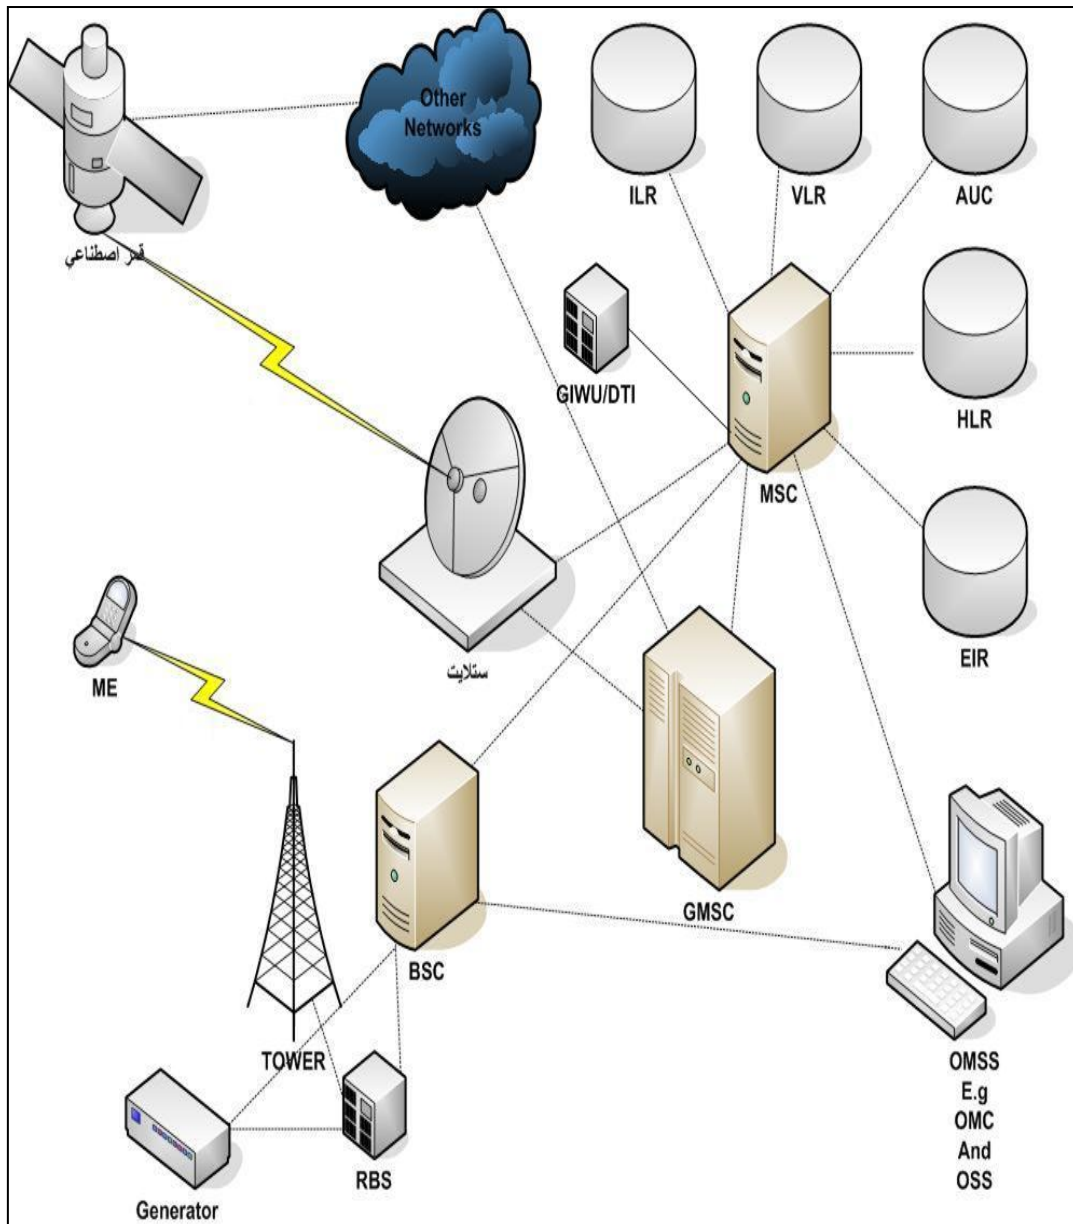 Other
Networks
ILR
VLR
AUC
قمر اصطناعي
GIWU/DTI
HLR
MSC
ستلايت
EIR
ME
GMSC
BSC
TOWER
OMSS
E.g
OMC
And
OSS
RBS
Generator